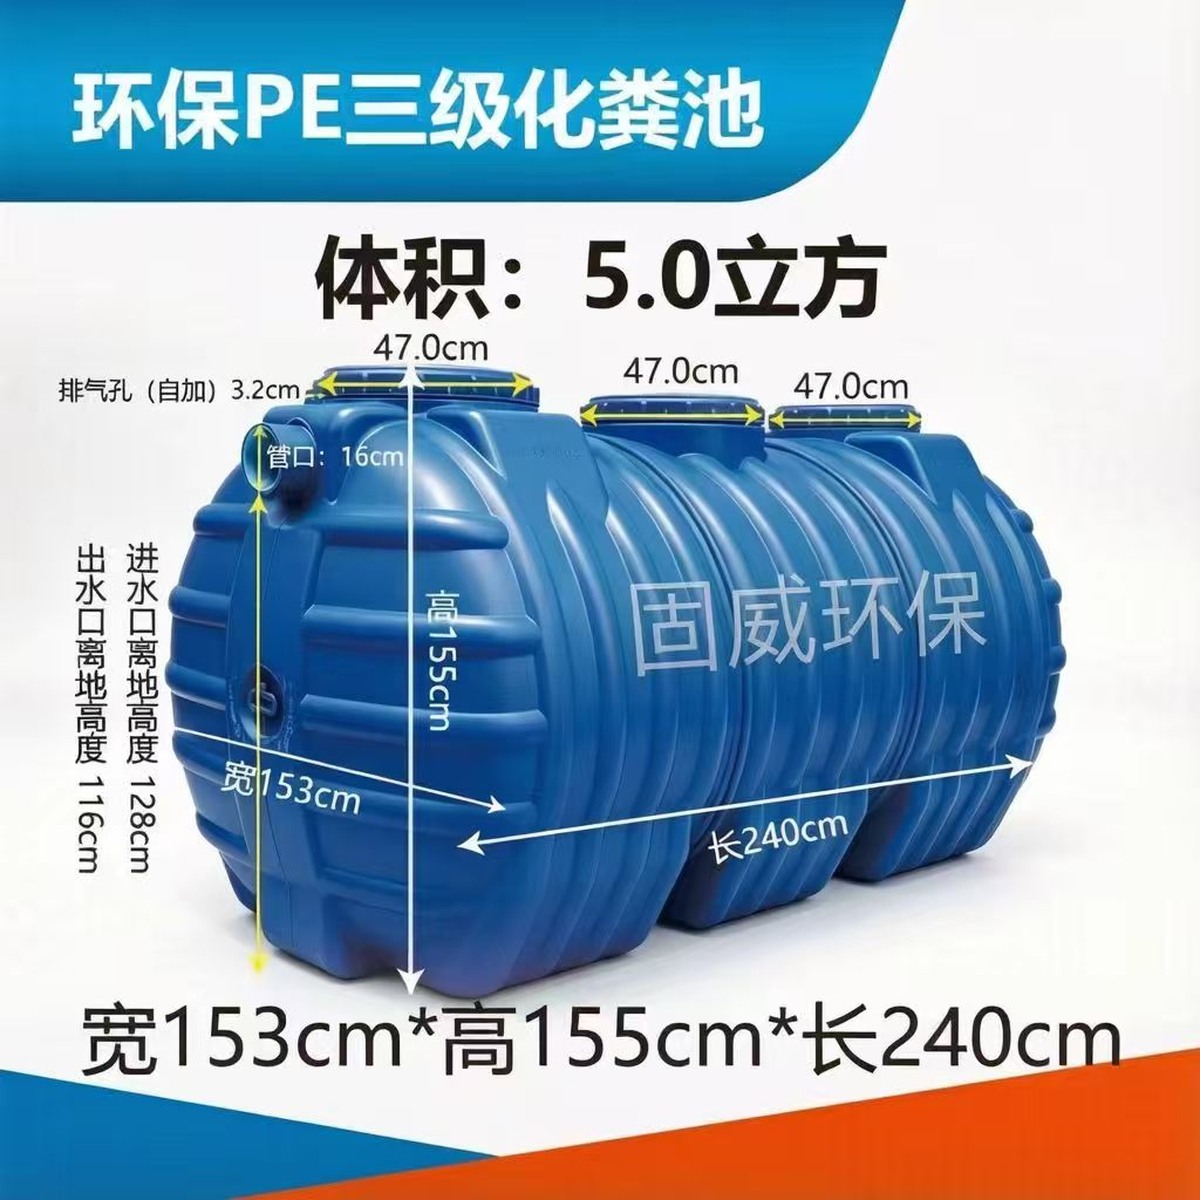 环保PE三级化粪池
体积：5.0立方
47.0cm
47.0cm
47.0cm
排气孔（自加）3.2cm
管口：16cm
进水口离地高度 128cm
出水口离地高度 116cm
高155cm
固威环保
宽153cm
长240cm
宽153cm*高155cm*长240cm